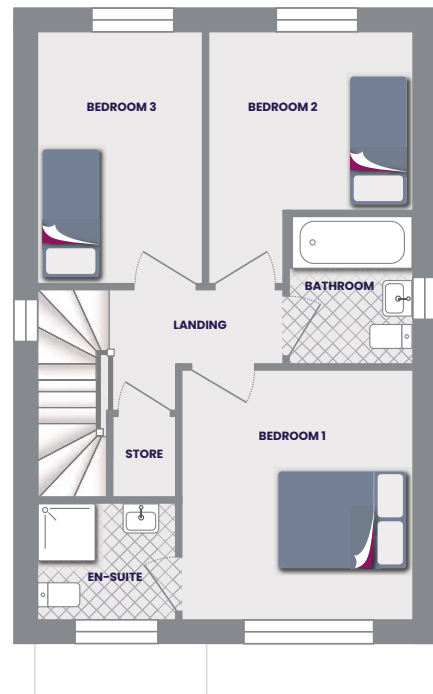 BEDROOM 3
BEDROOM 2
BATHROOM
LANDING
BEDROOM 1
STORE
EN-SUITE